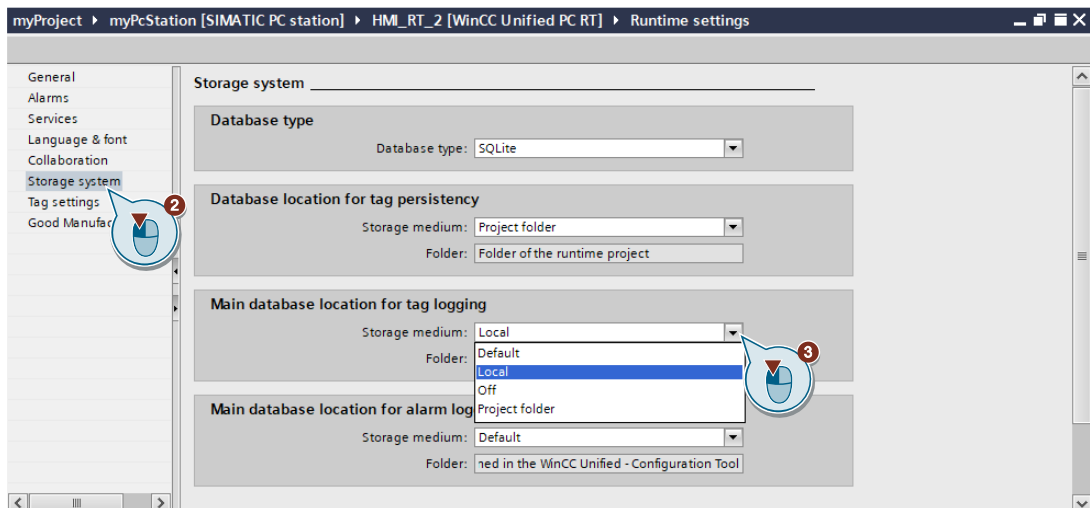 myProject ▸ myPcStation [SIMATIC PC station] ▸ HMI_RT_2 [WinCC Unified PC RT] ▸ Runtime settings
General
Alarms
Services
Language & font
Collaboration
Storage system
Tag settings
Good Manufac
2
Storage system
Database type
Database type: SQLite
Database location for tag persistency
Storage medium: Project folder
Folder: Folder of the runtime project
Main database location for tag logging
Storage medium: Local
Folder:
Default
Local
Off
Project folder
3
Main database location for alarm log
Storage medium: Default
Folder: ned in the WinCC Unified - Configuration Tool